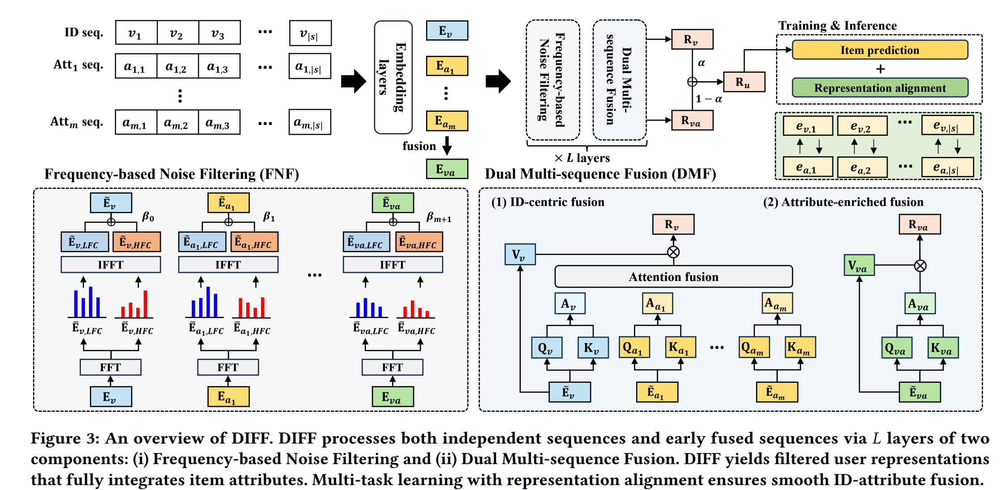 ID seq. v1 v2 v3 ... v|s|
Att1 seq. a1,1 a1,2 a1,3 ... a1,|s|
⋮
Attm seq. am,1 am,2 am,3 ... am,|s|
Embedding
layers
Ev
Ea1
⋮
Eam
fusion
Eva
Frequency-based
Noise Filtering
Dual Multi-
sequence Fusion
× L layers
Rv
α
⊕
1 − α
Rva
Ru
Training & Inference
Item prediction
+
Representation alignment
ev,1 ev,2 ... ev,|s|
ea,1 ea,2 ... ea,|s|
Frequency-based Noise Filtering (FNF)
Ẽv Ẽa1 Ẽva
⊕ β0 ⊕ β1 ⊕ βm+1
Ẽv,LFC Ẽv,HFC Ẽa1,LFC Ẽa1,HFC Ẽva,LFC Ẽva,HFC
IFFT IFFT ... IFFT
Ēv,LFC Ēv,HFC Ēa1,LFC Ēa1,HFC Ēva,LFC Ēva,HFC
FFT FFT FFT
Ev Ea1 Eva
Dual Multi-sequence Fusion (DMF)
(1) ID-centric fusion
Rv
Vv ⊗
Attention fusion
Av Aa1 Aam
Qv Kv Qa1 Ka1 ... Qam Kam
Ẽv Ẽa1 Ẽam
(2) Attribute-enriched fusion
Rva
Vva ⊗
Ava
Qva Kva
Ẽva
Figure 3: An overview of DIFF. DIFF processes both independent sequences and early fused sequences via L layers of two
components: (i) Frequency-based Noise Filtering and (ii) Dual Multi-sequence Fusion. DIFF yields filtered user representations
that fully integrates item attributes. Multi-task learning with representation alignment ensures smooth ID-attribute fusion.